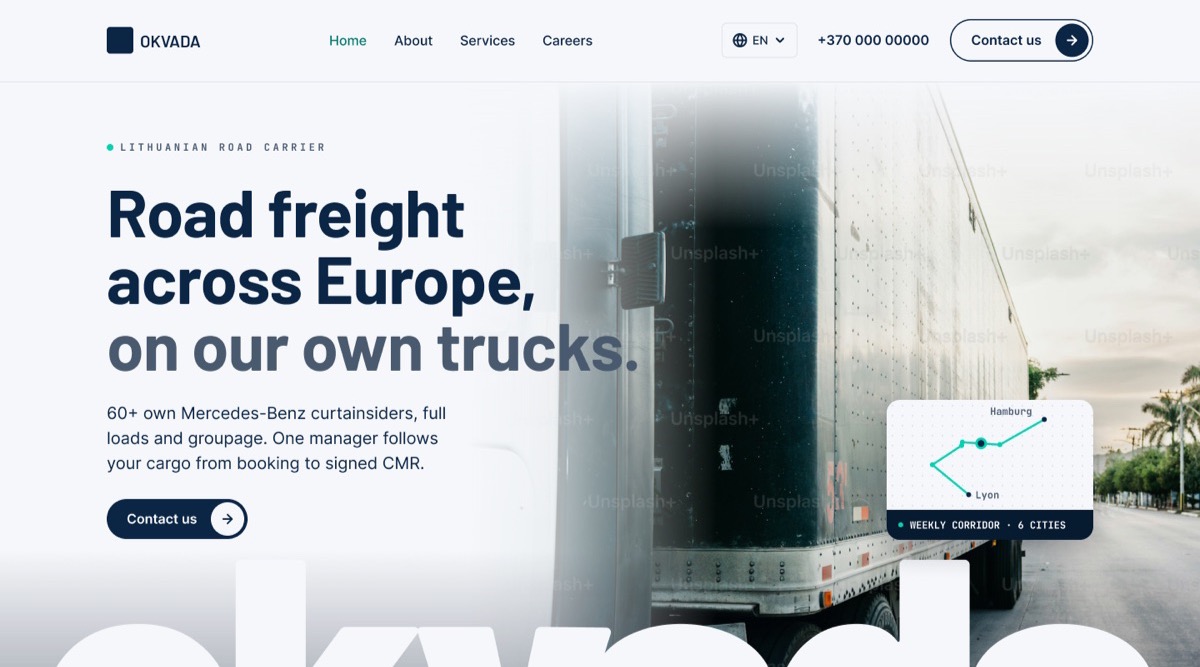 OKVADA
Home About Services Careers
EN
+370 000 00000
Contact us
LITHUANIAN ROAD CARRIER
Road freight
across Europe,
on our own trucks.
60+ own Mercedes-Benz curtainsiders, full
loads and groupage. One manager follows
your cargo from booking to signed CMR.
Contact us
Hamburg
Lyon
WEEKLY CORRIDOR · 6 CITIES
Unsplash+